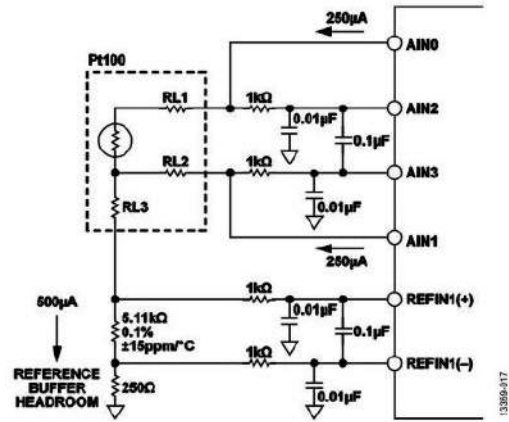 250µA
AIN0
Pt100
RL1
1kΩ
AIN2
0.01µF
0.1µF
RL2
1kΩ
AIN3
RL3
0.01µF
AIN1
250µA
500µA
1kΩ
REFIN1(+)
5.11kΩ
0.1%
±15ppm/°C
0.01µF
0.1µF
1kΩ
REFIN1(–)
REFERENCE
BUFFER
HEADROOM
250Ω
0.01µF
13369-017